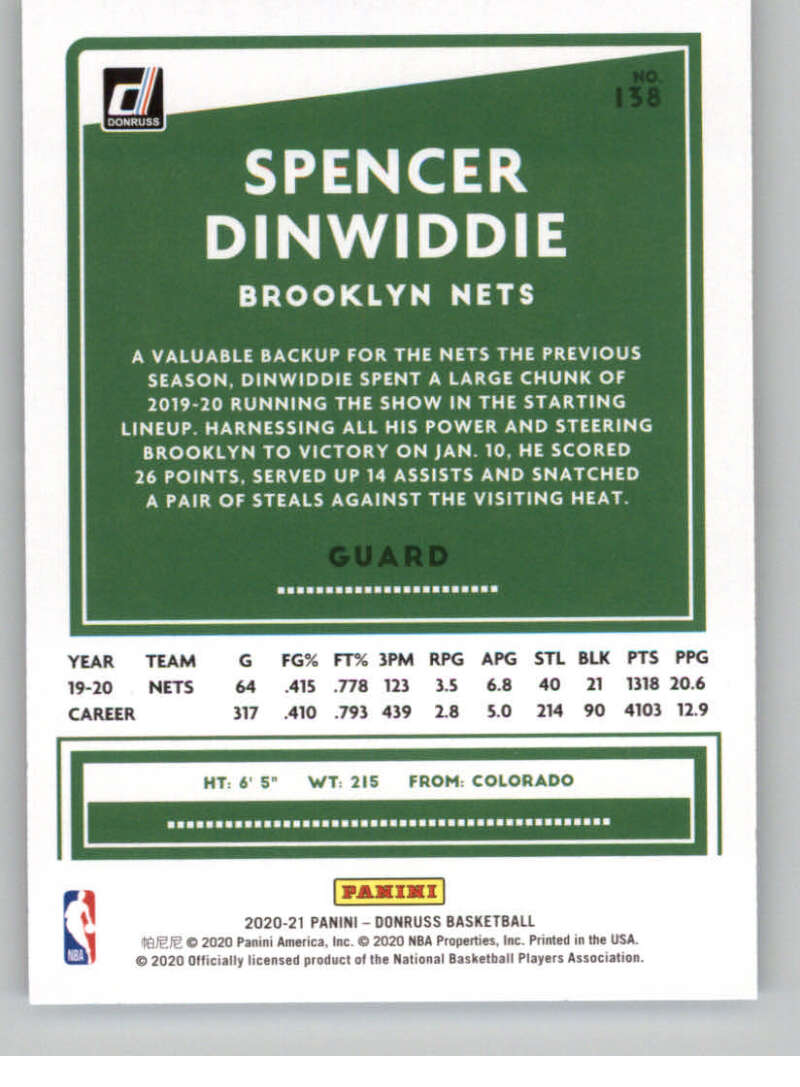 DONRUSS
NO.
138
SPENCER
DINWIDDIE
BROOKLYN NETS
A VALUABLE BACKUP FOR THE NETS THE PREVIOUS
SEASON, DINWIDDIE SPENT A LARGE CHUNK OF
2019-20 RUNNING THE SHOW IN THE STARTING
LINEUP. HARNESSING ALL HIS POWER AND STEERING
BROOKLYN TO VICTORY ON JAN. 10, HE SCORED
26 POINTS, SERVED UP 14 ASSISTS AND SNATCHED
A PAIR OF STEALS AGAINST THE VISITING HEAT.
GUARD
YEAR TEAM G FG% FT% 3PM RPG APG STL BLK PTS PPG
19-20 NETS 64 .415 .778 123 3.5 6.8 40 21 1318 20.6
CAREER 317 .410 .793 439 2.8 5.0 214 90 4103 12.9
HT: 6' 5" WT: 215 FROM: COLORADO
PANINI
2020-21 PANINI – DONRUSS BASKETBALL
帕尼尼 © 2020 Panini America, Inc. © 2020 NBA Properties, Inc. Printed in the USA.
© 2020 Officially licensed product of the National Basketball Players Association.
NBA